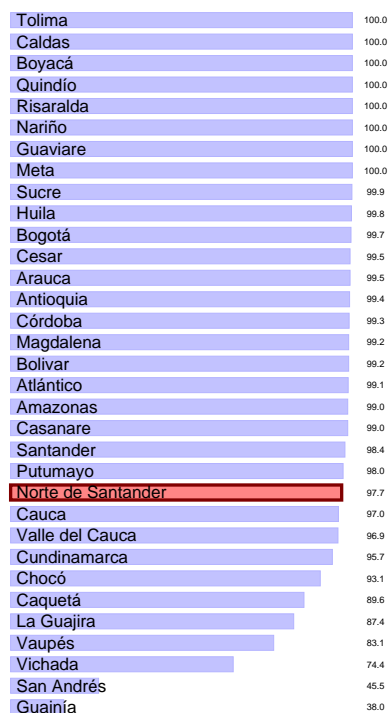 Tolima 100.0
Caldas 100.0
Boyacá 100.0
Quindío 100.0
Risaralda 100.0
Nariño 100.0
Guaviare 100.0
Meta 100.0
Sucre 99.9
Huila 99.8
Bogotá 99.7
Cesar 99.5
Arauca 99.5
Antioquia 99.4
Córdoba 99.3
Magdalena 99.2
Bolivar 99.2
Atlántico 99.1
Amazonas 99.0
Casanare 99.0
Santander 98.4
Putumayo 98.0
Norte de Santander 97.7
Cauca 97.0
Valle del Cauca 96.9
Cundinamarca 95.7
Chocó 93.1
Caquetá 89.6
La Guajira 87.4
Vaupés 83.1
Vichada 74.4
San Andrés 45.5
Guainía 38.0